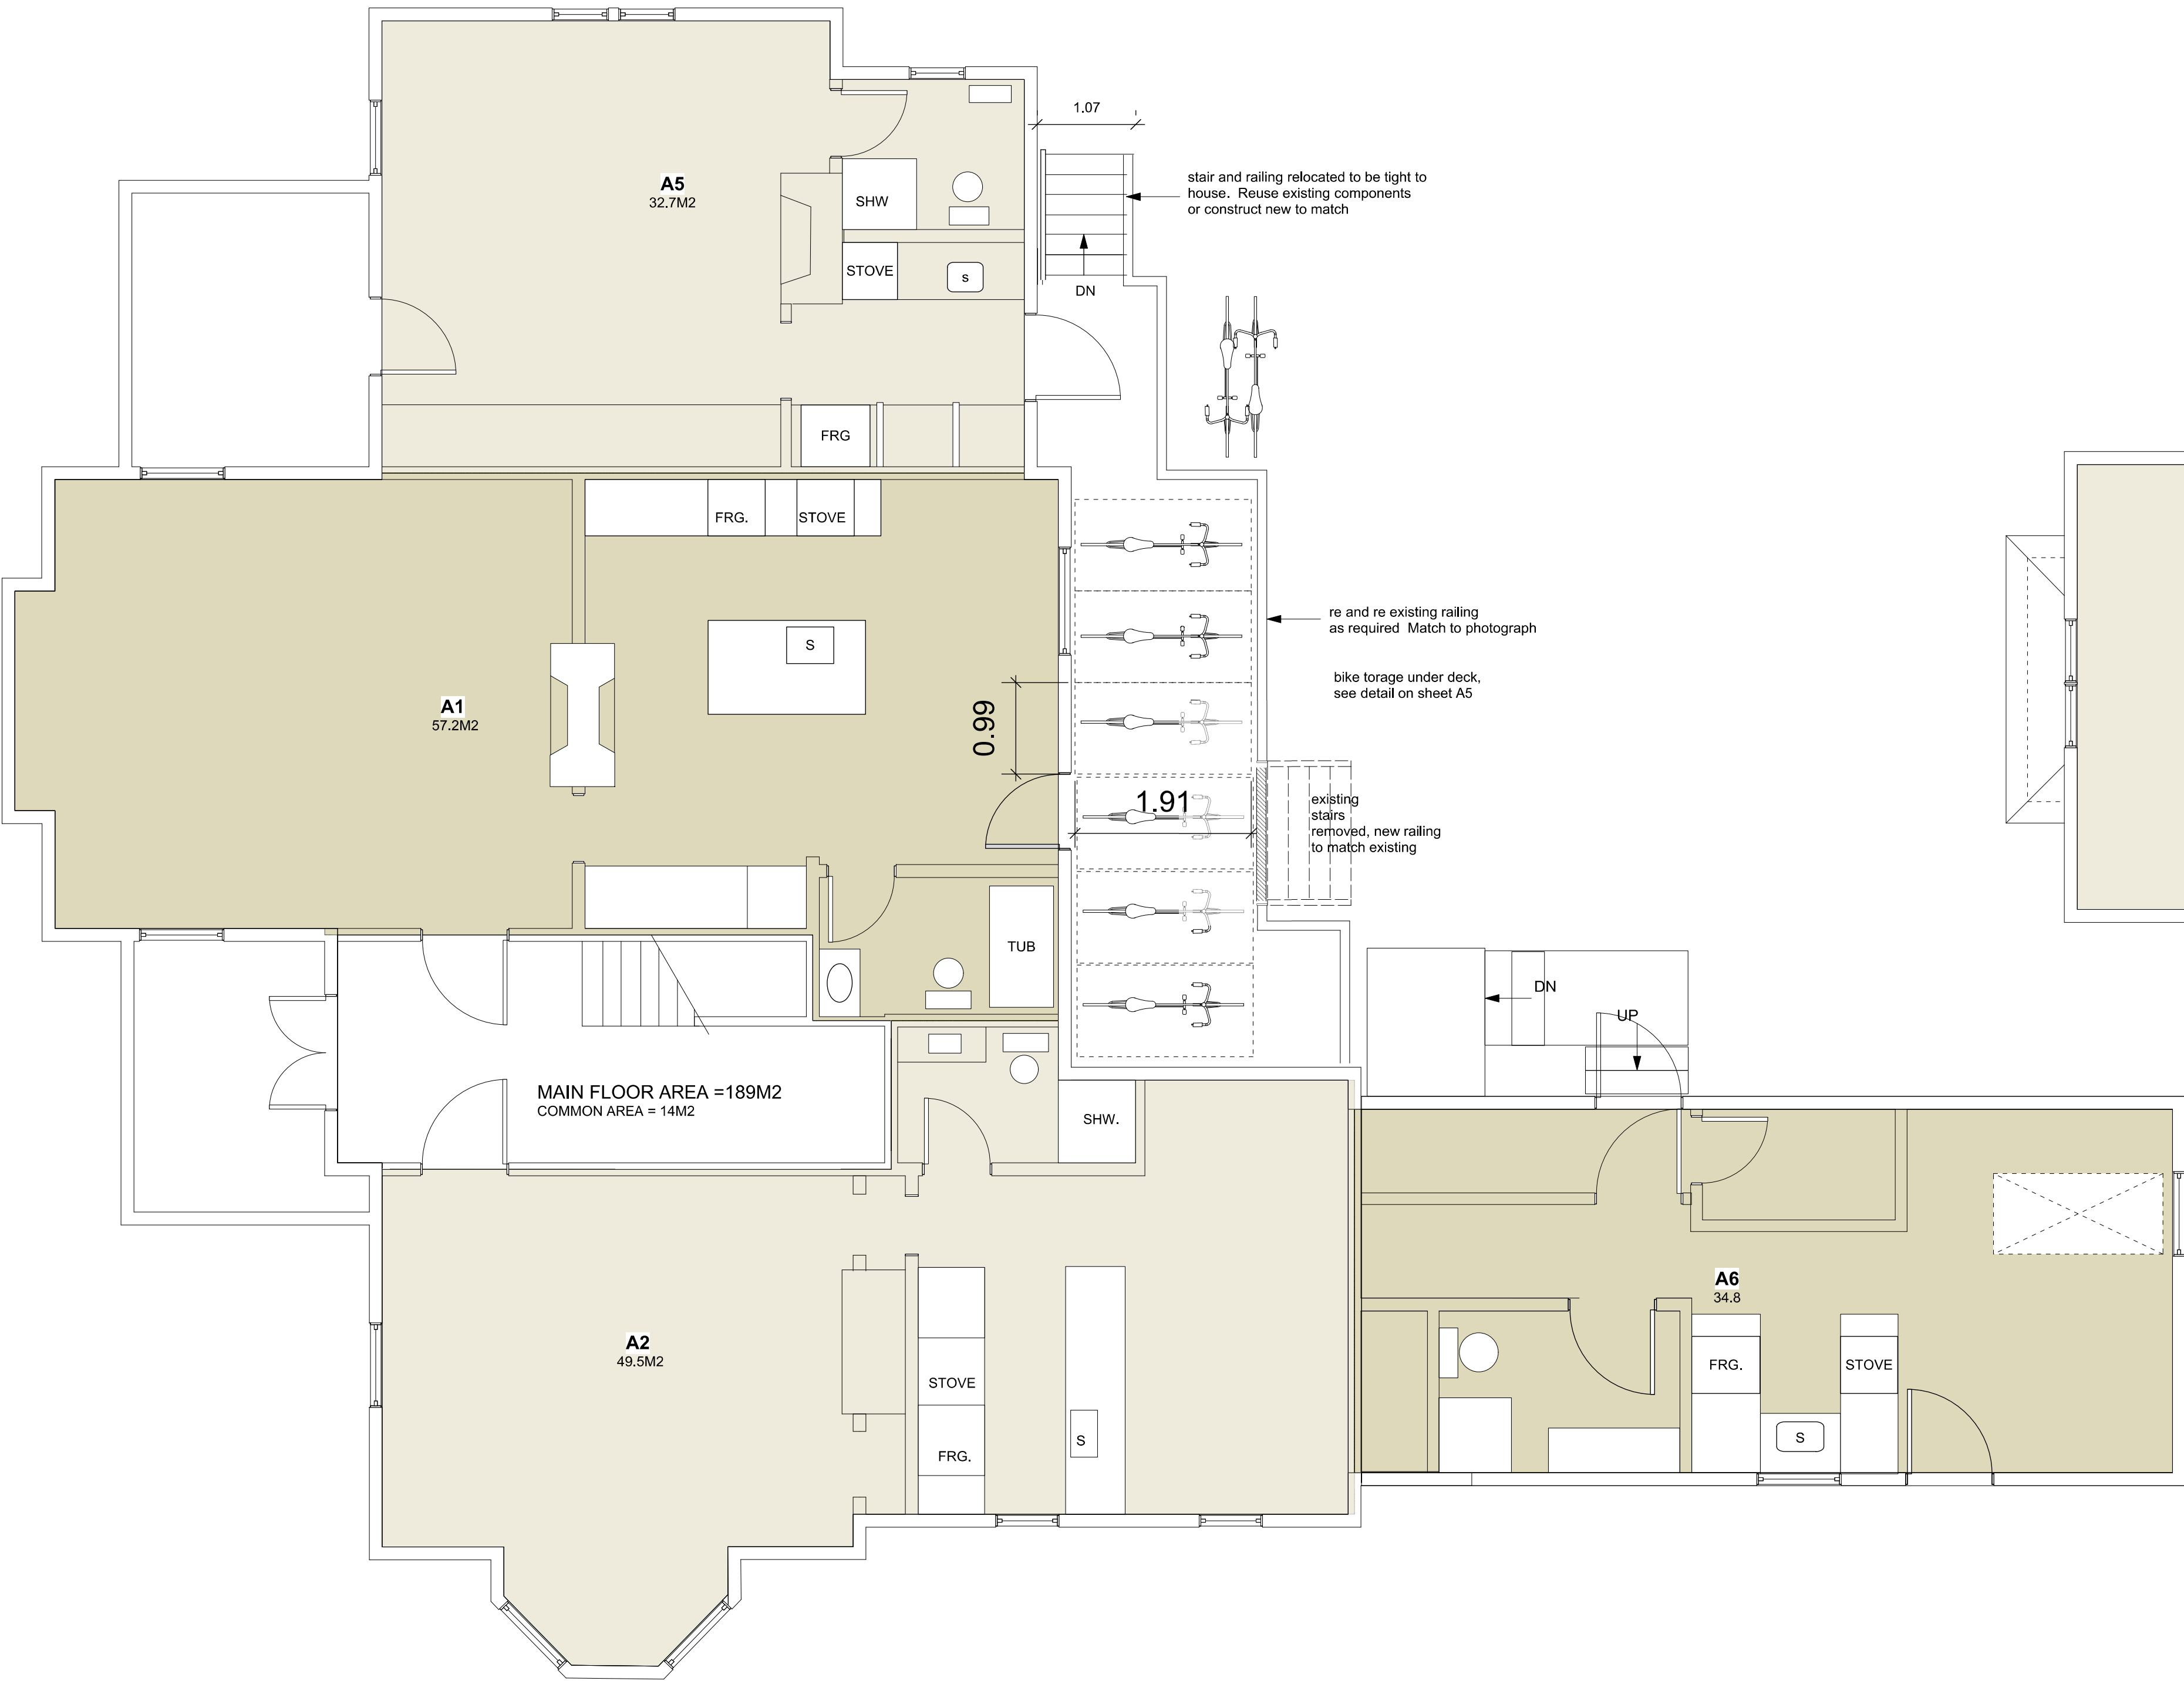 1.07
A5
32.7M2
stair and railing relocated to be tight to
house. Reuse existing components
or construct new to match
SHW
STOVE
s
DN
FRG
FRG.
STOVE
S
re and re existing railing
as required Match to photograph
bike torage under deck,
see detail on sheet A5
A1
57.2M2
0.99
1.91
existing
stairs
removed, new railing
to match existing
TUB
DN
UP
MAIN FLOOR AREA =189M2
COMMON AREA = 14M2
SHW.
A6
34.8
A2
49.5M2
STOVE
FRG.
S
FRG.
STOVE
S